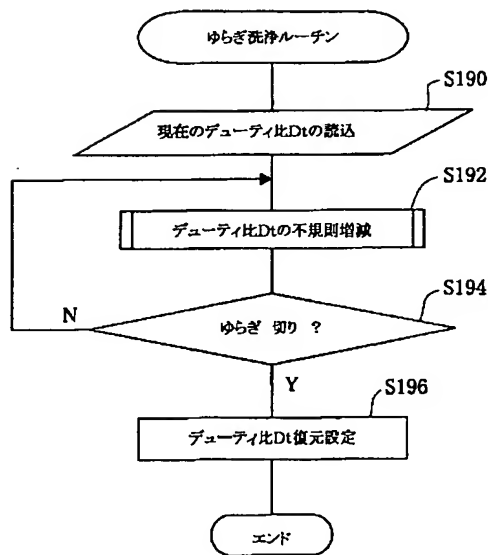 ゆらぎ洗浄ルーチン
S190
現在のデューティ比Dtの読込
S192
デューティ比Dtの不規則増減
S194
ゆらぎ 切り ?
N
Y
S196
デューティ比Dt復元設定
エンド